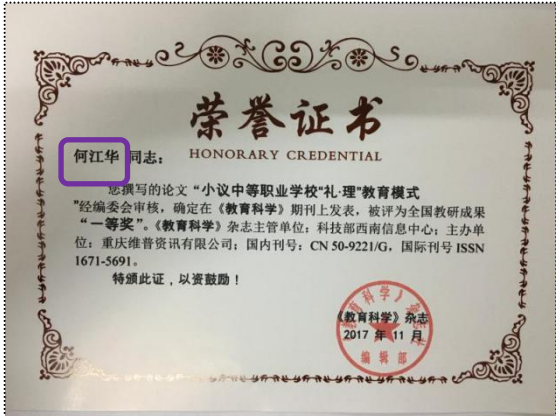 荣誉证书
HONORARY CREDENTIAL
何江华 同志：
您撰写的论文“小议中等职业学校“礼·理”教育模式
”经编委会审核，确定在《教育科学》期刊上发表，被评为全国教研成果
“一等奖”。《教育科学》杂志主管单位：科技部西南信息中心；主办单
位：重庆维普资讯有限公司；国内刊号：CN 50-9221/G，国际刊号 ISSN
1671-5691。
特颁此证，以资鼓励！
《教育科学》杂志
2017 年 11 月
编辑部